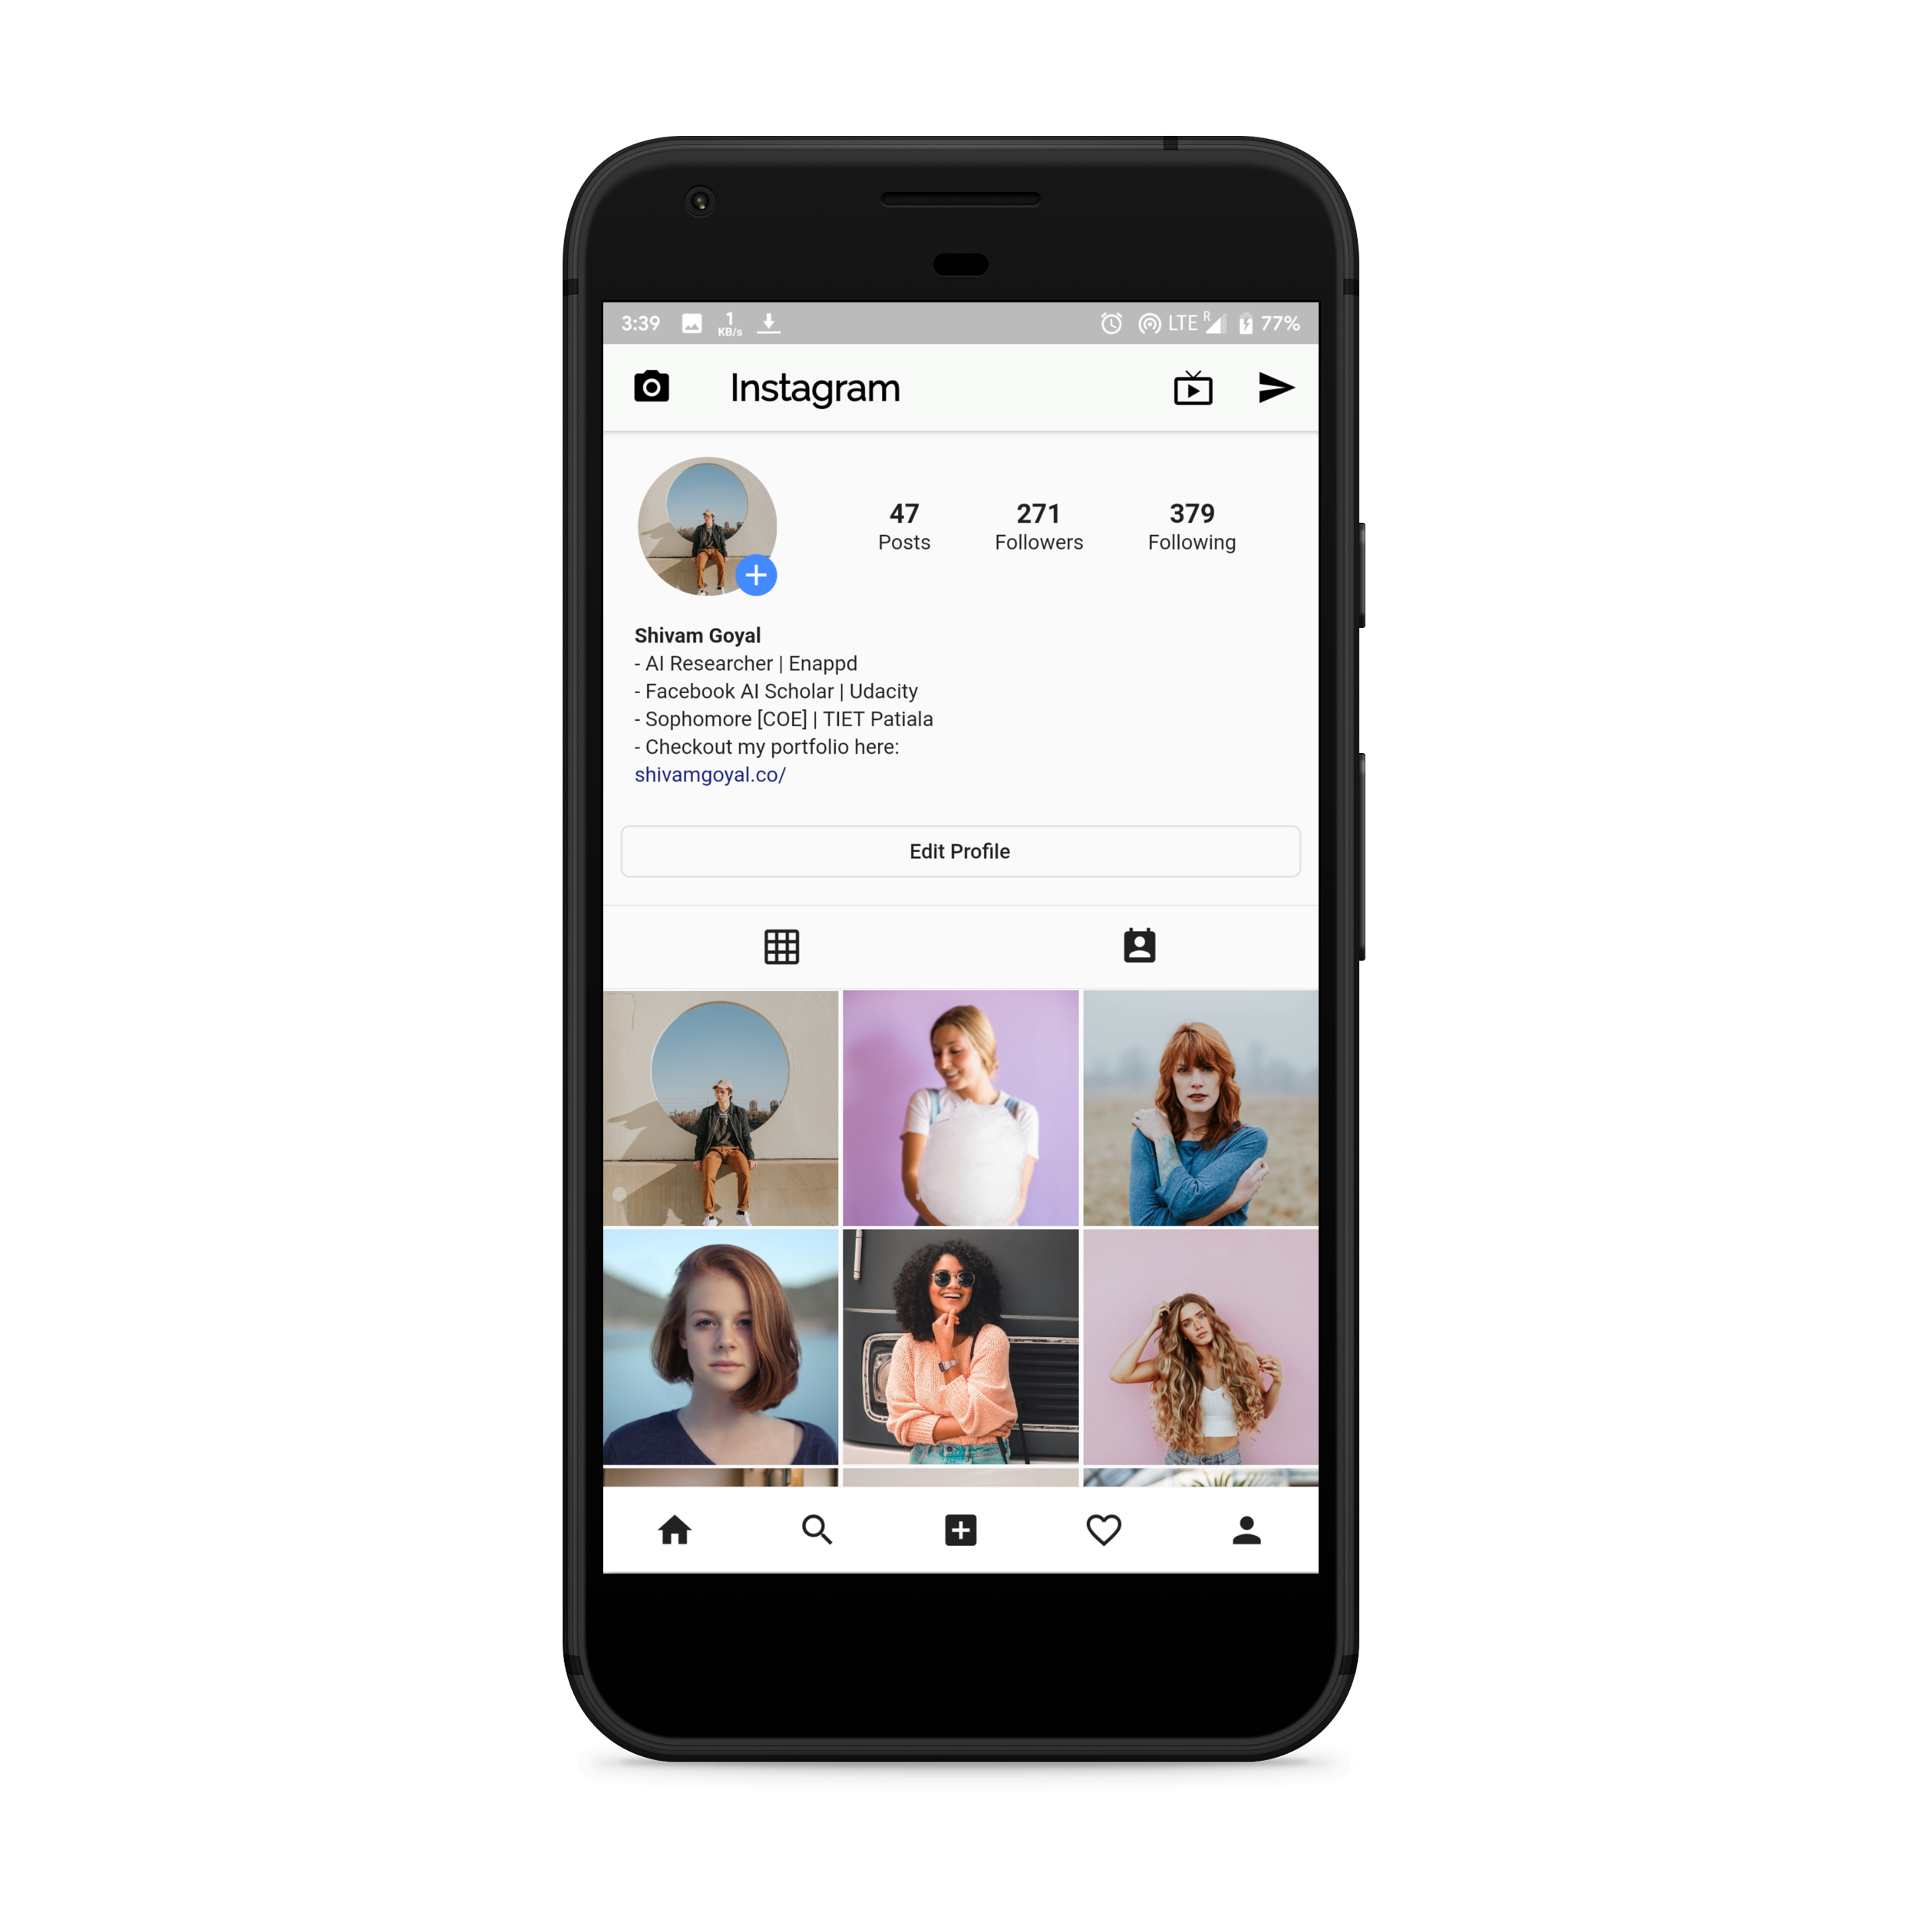 3:39 1 KB/s LTE R 77%
Instagram
47 271 379
Posts Followers Following
Shivam Goyal
- AI Researcher | Enappd
- Facebook AI Scholar | Udacity
- Sophomore [COE] | TIET Patiala
- Checkout my portfolio here:
shivamgoyal.co/
Edit Profile